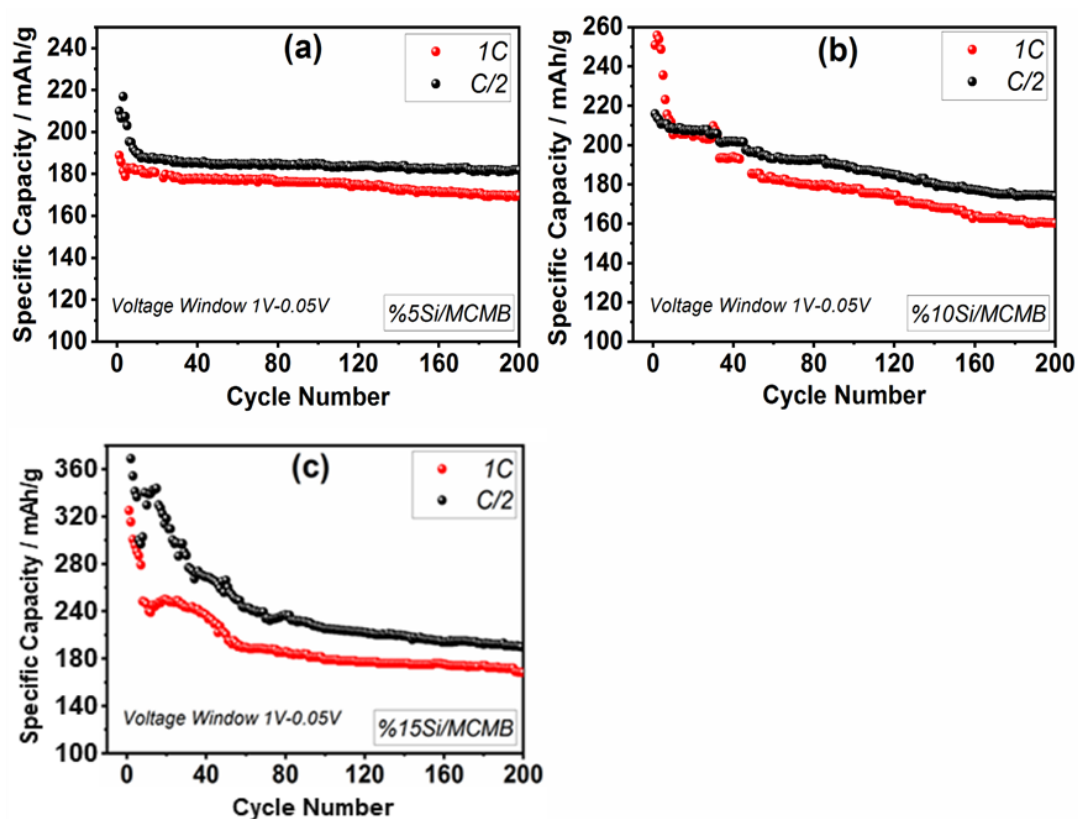 (a)
1C
C/2
240
220
200
180
160
140
120
100
Specific Capacity / mAh/g
Voltage Window 1V-0.05V
%5Si/MCMB
0 40 80 120 160 200
Cycle Number
(b)
1C
C/2
260
240
220
200
180
160
140
120
100
Specific Capacity / mAh/g
Voltage Window 1V-0.05V
%10Si/MCMB
0 40 80 120 160 200
Cycle Number
(c)
1C
C/2
360
320
280
240
180
140
100
Specific Capacity / mAh/g
Voltage Window 1V-0.05V
%15Si/MCMB
0 40 80 120 160 200
Cycle Number